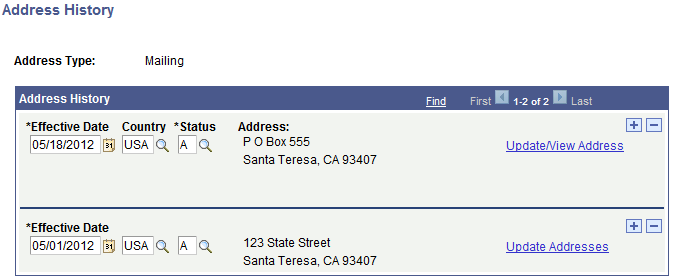 Address History
Address Type: Mailing
Address History Find First 1-2 of 2 Last
*Effective Date Country *Status Address:
05/18/2012 31 USA A P O Box 555 Update/View Address
Santa Teresa, CA 93407
*Effective Date
05/01/2012 31 USA A 123 State Street Update Addresses
Santa Teresa, CA 93407